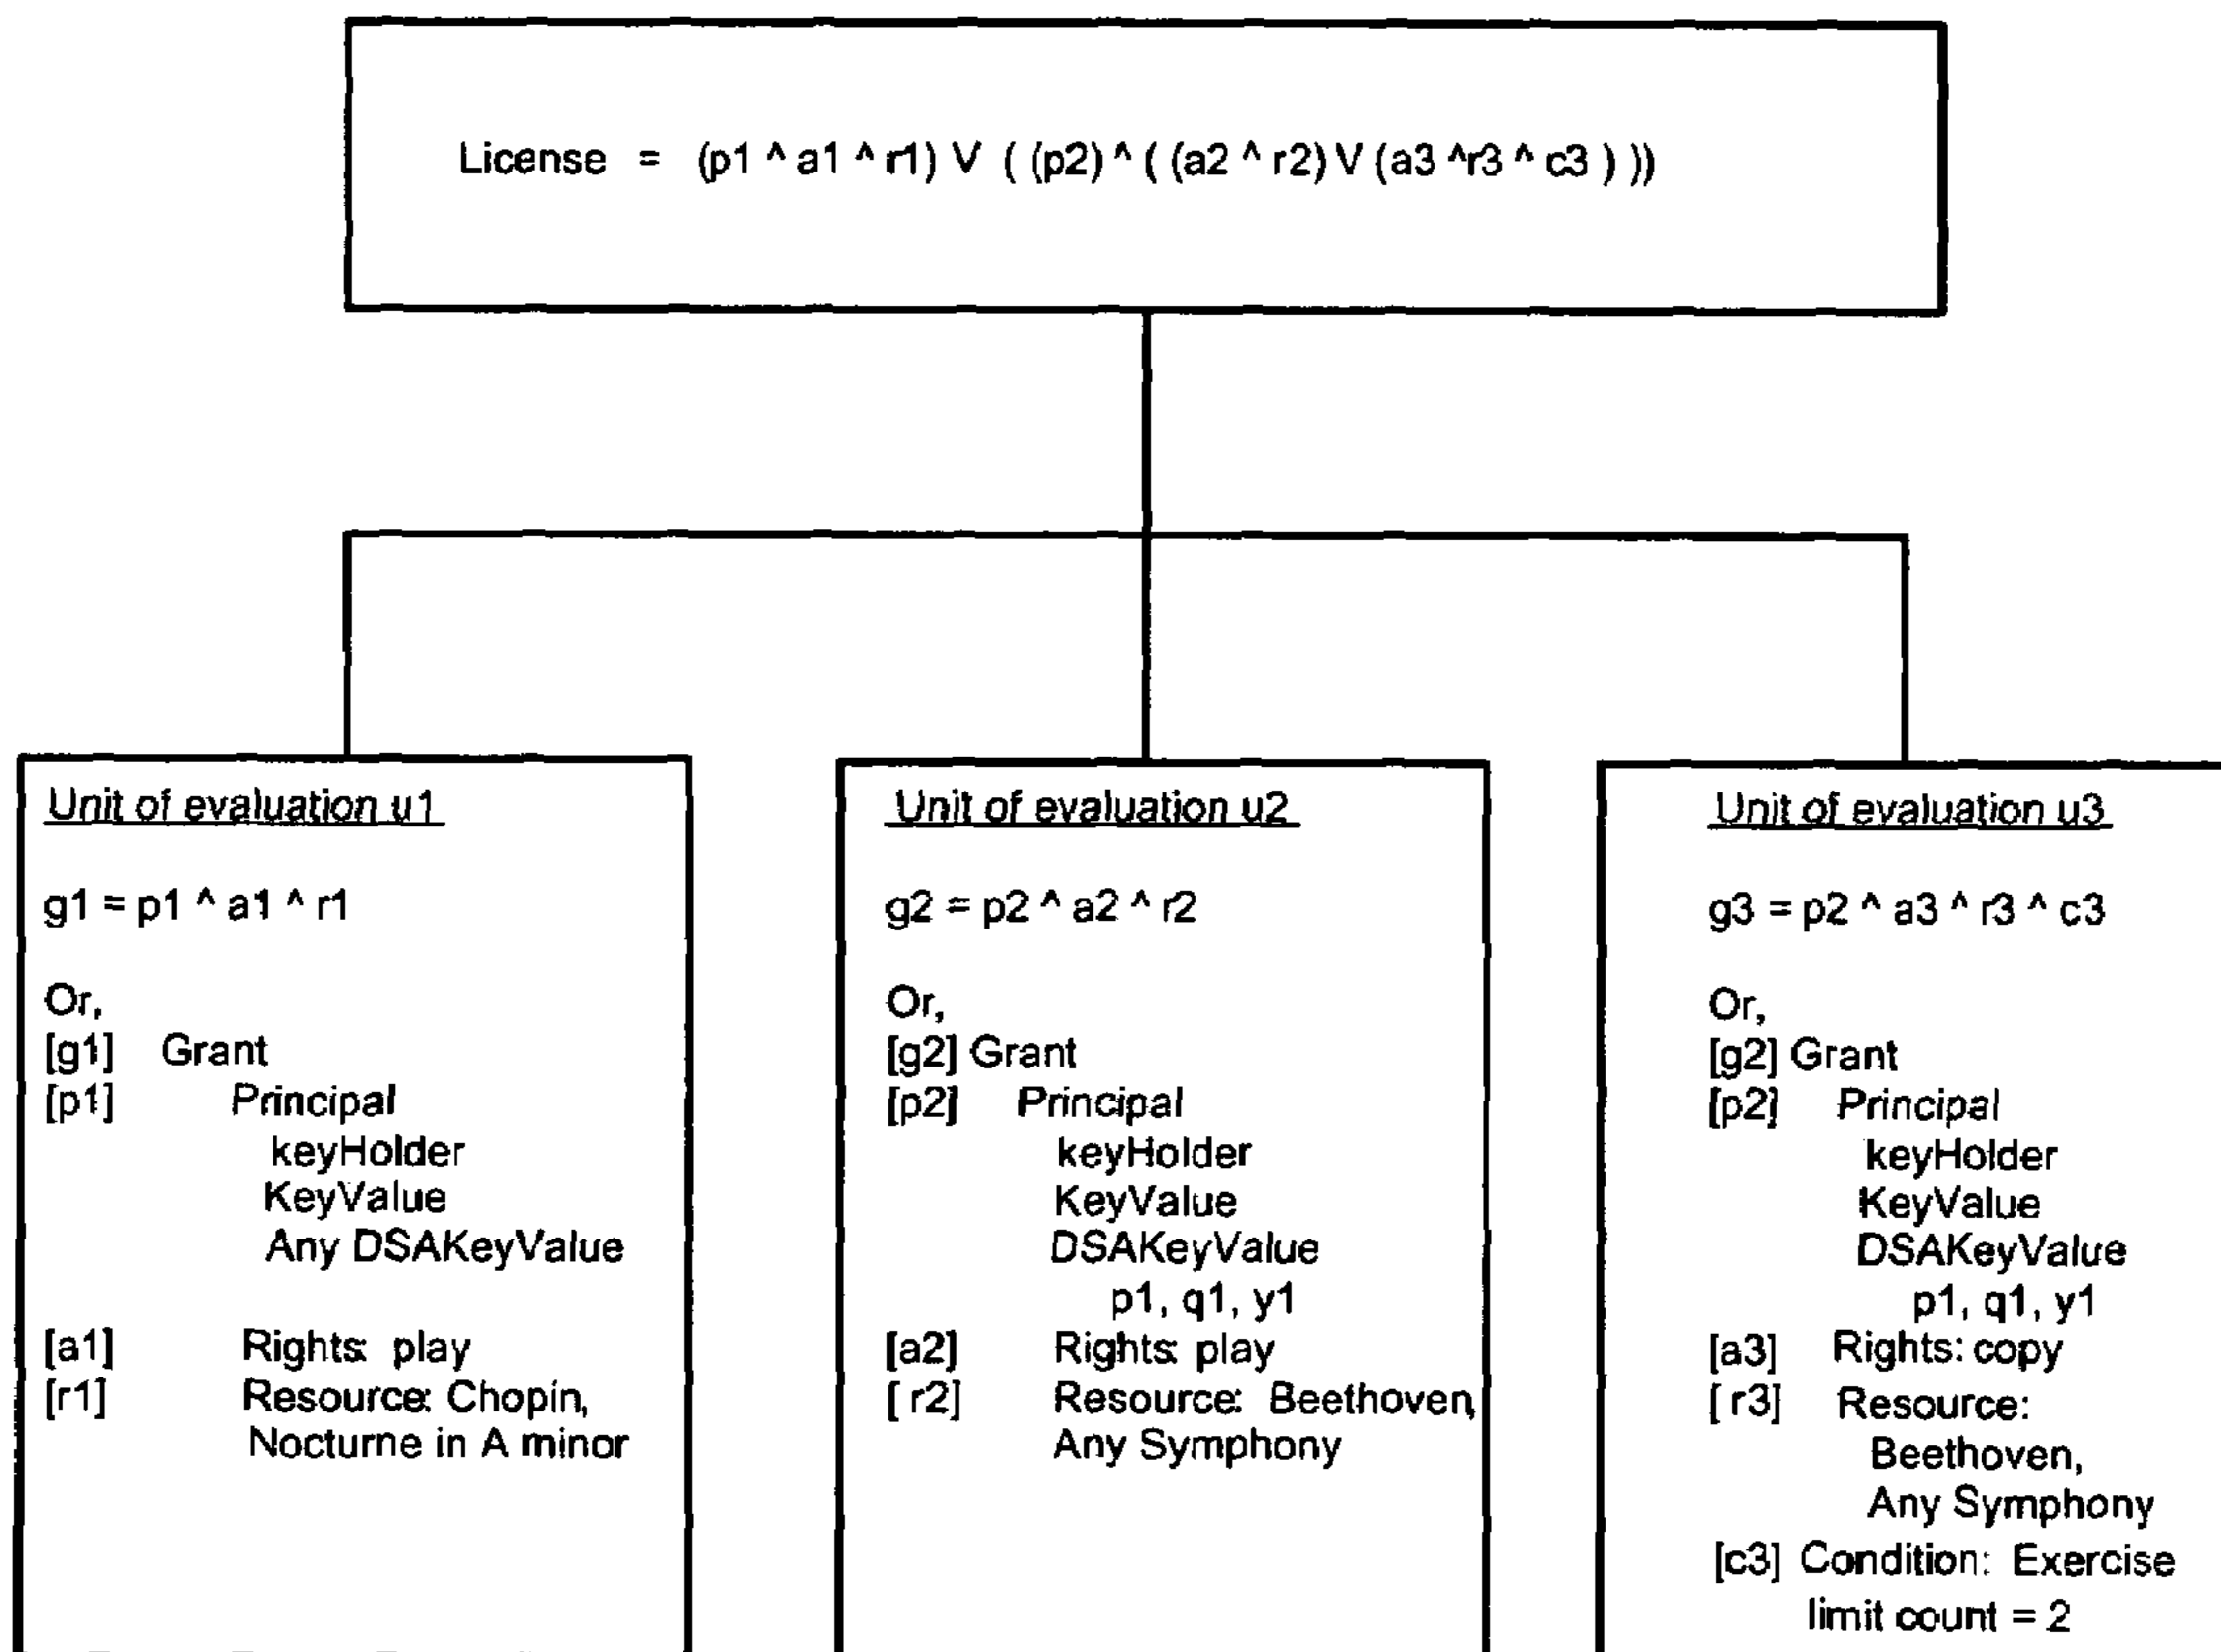 License = (p1 ^ a1 ^ r1) V ( (p2) ^ ( (a2 ^ r2) V (a3 ^r3 ^ c3 ) ))
Unit of evaluation u1
g1 = p1 ^ a1 ^ r1
Or,
[g1] Grant
[p1] Principal
keyHolder
KeyValue
Any DSAKeyValue
[a1] Rights: play
[r1] Resource: Chopin,
Nocturne in A minor
Unit of evaluation u2
g2 = p2 ^ a2 ^ r2
Or,
[g2] Grant
[p2] Principal
keyHolder
KeyValue
DSAKeyValue
p1, q1, y1
[a2] Rights: play
[ r2] Resource: Beethoven,
Any Symphony
Unit of evaluation u3
g3 = p2 ^ a3 ^ r3 ^ c3
Or,
[g2] Grant
[p2] Principal
keyHolder
KeyValue
DSAKeyValue
p1, q1, y1
[a3] Rights: copy
[ r3] Resource:
Beethoven,
Any Symphony
[c3] Condition: Exercise
limit count = 2